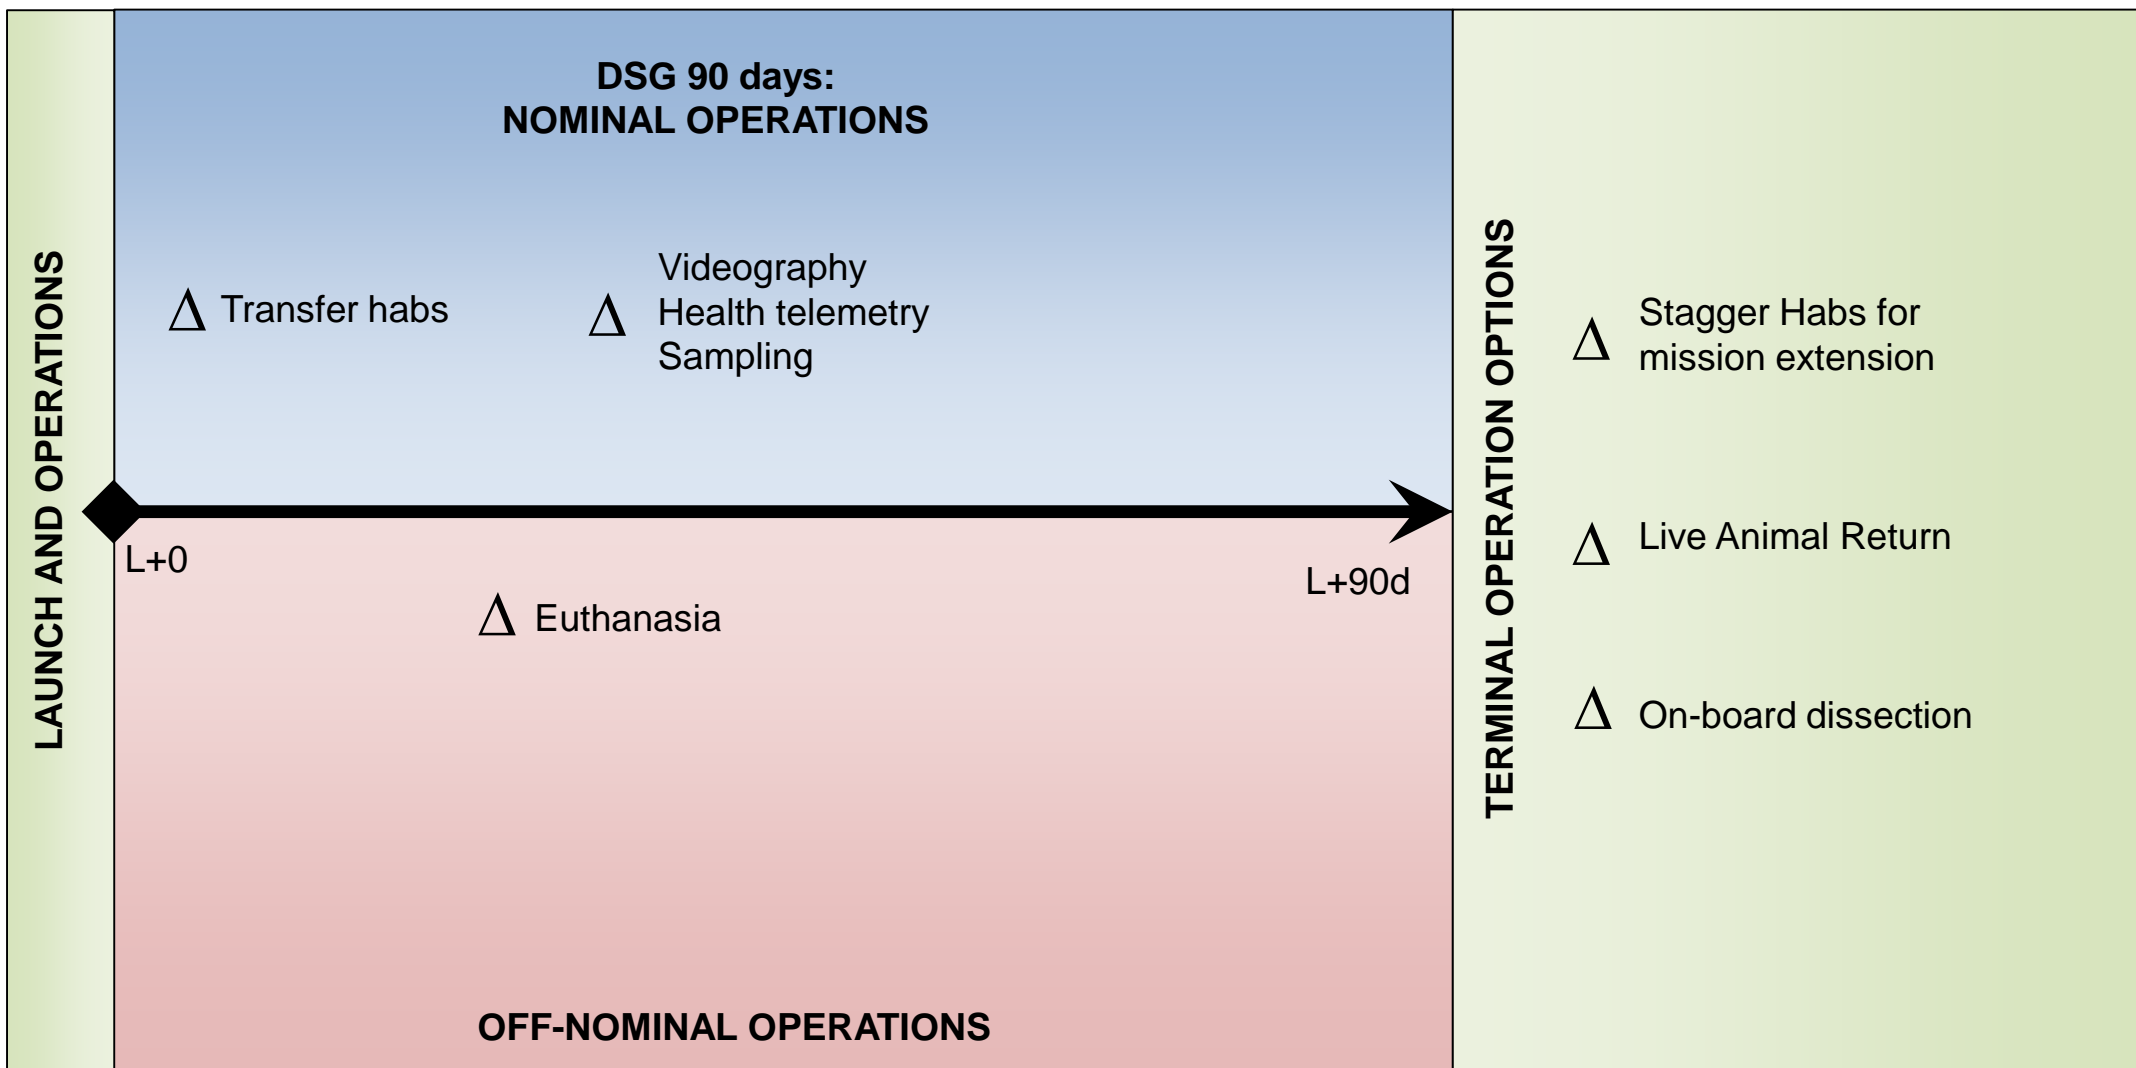 LAUNCH AND OPERATIONS
DSG 90 days:
NOMINAL OPERATIONS
Δ Transfer habs
Δ Videography
Health telemetry
Sampling
L+0
L+90d
Δ Euthanasia
OFF-NOMINAL OPERATIONS
TERMINAL OPERATION OPTIONS
Δ Stagger Habs for
mission extension
Δ Live Animal Return
Δ On-board dissection